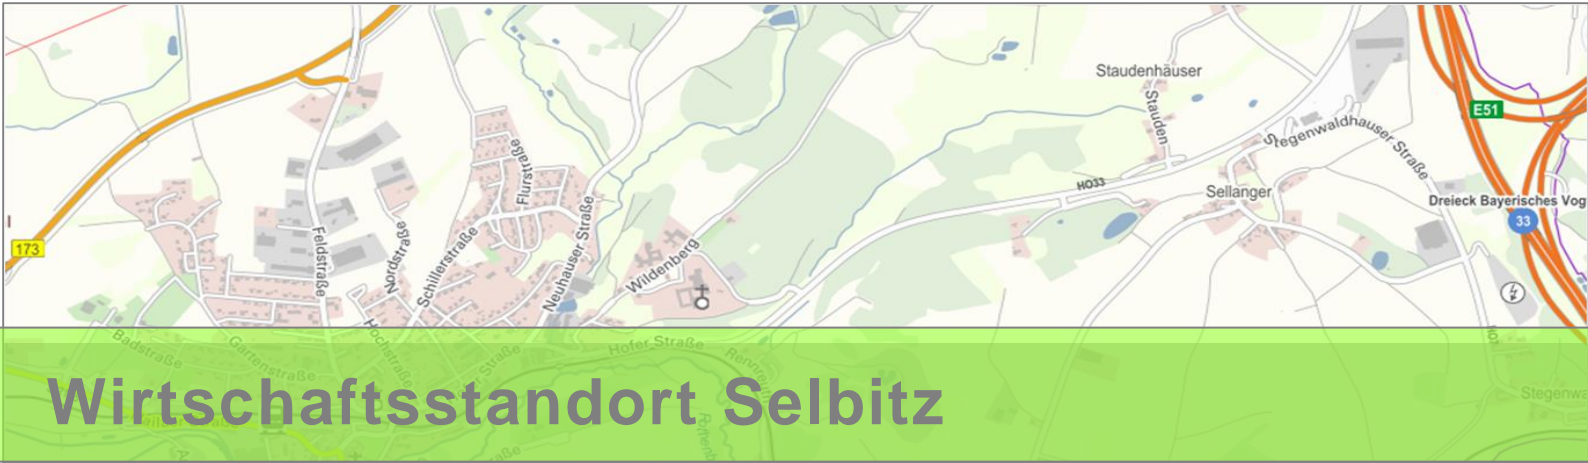 Staudenhäuser
Stauden
E51
Stegenwaldhauser Straße
Flurstraße
HO33
Sellanger
Dreieck Bayerisches Vog
33
173
Feldstraße
Nordstraße
Schillerstraße
Neuhauser Straße
Wildenberg
Badstraße
Gartenstraße
Hochstraße
Hofer Straße
Wirtschaftsstandort Selbitz
Stegenwa